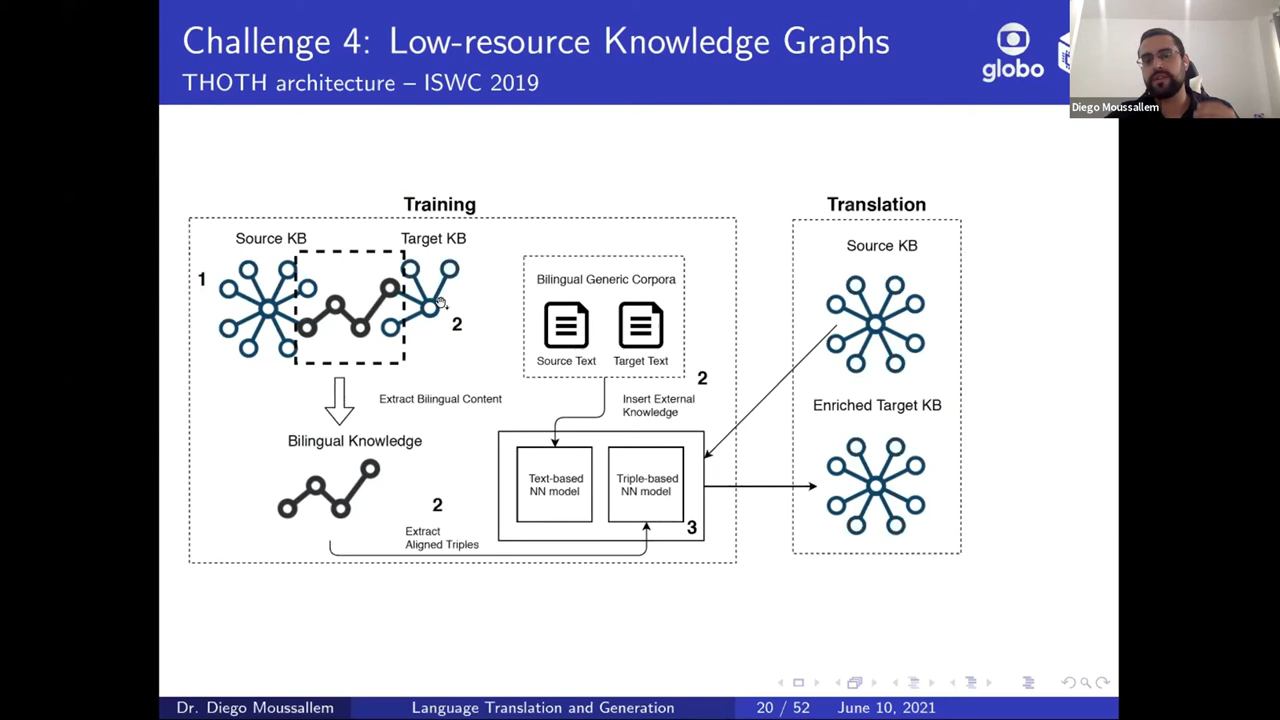 Challenge 4: Low-resource Knowledge Graphs
THOTH architecture – ISWC 2019
globo
Diego Moussallem
Training
Translation
Source KB
Target KB
Source KB
1
2
Bilingual Generic Corpora
Source Text
Target Text
2
Extract Bilingual Content
Insert External
Knowledge
Enriched Target KB
Bilingual Knowledge
Text-based
NN model
Triple-based
NN model
3
2
Extract
Aligned Triples
Dr. Diego Moussallem
Language Translation and Generation
20 / 52
June 10, 2021